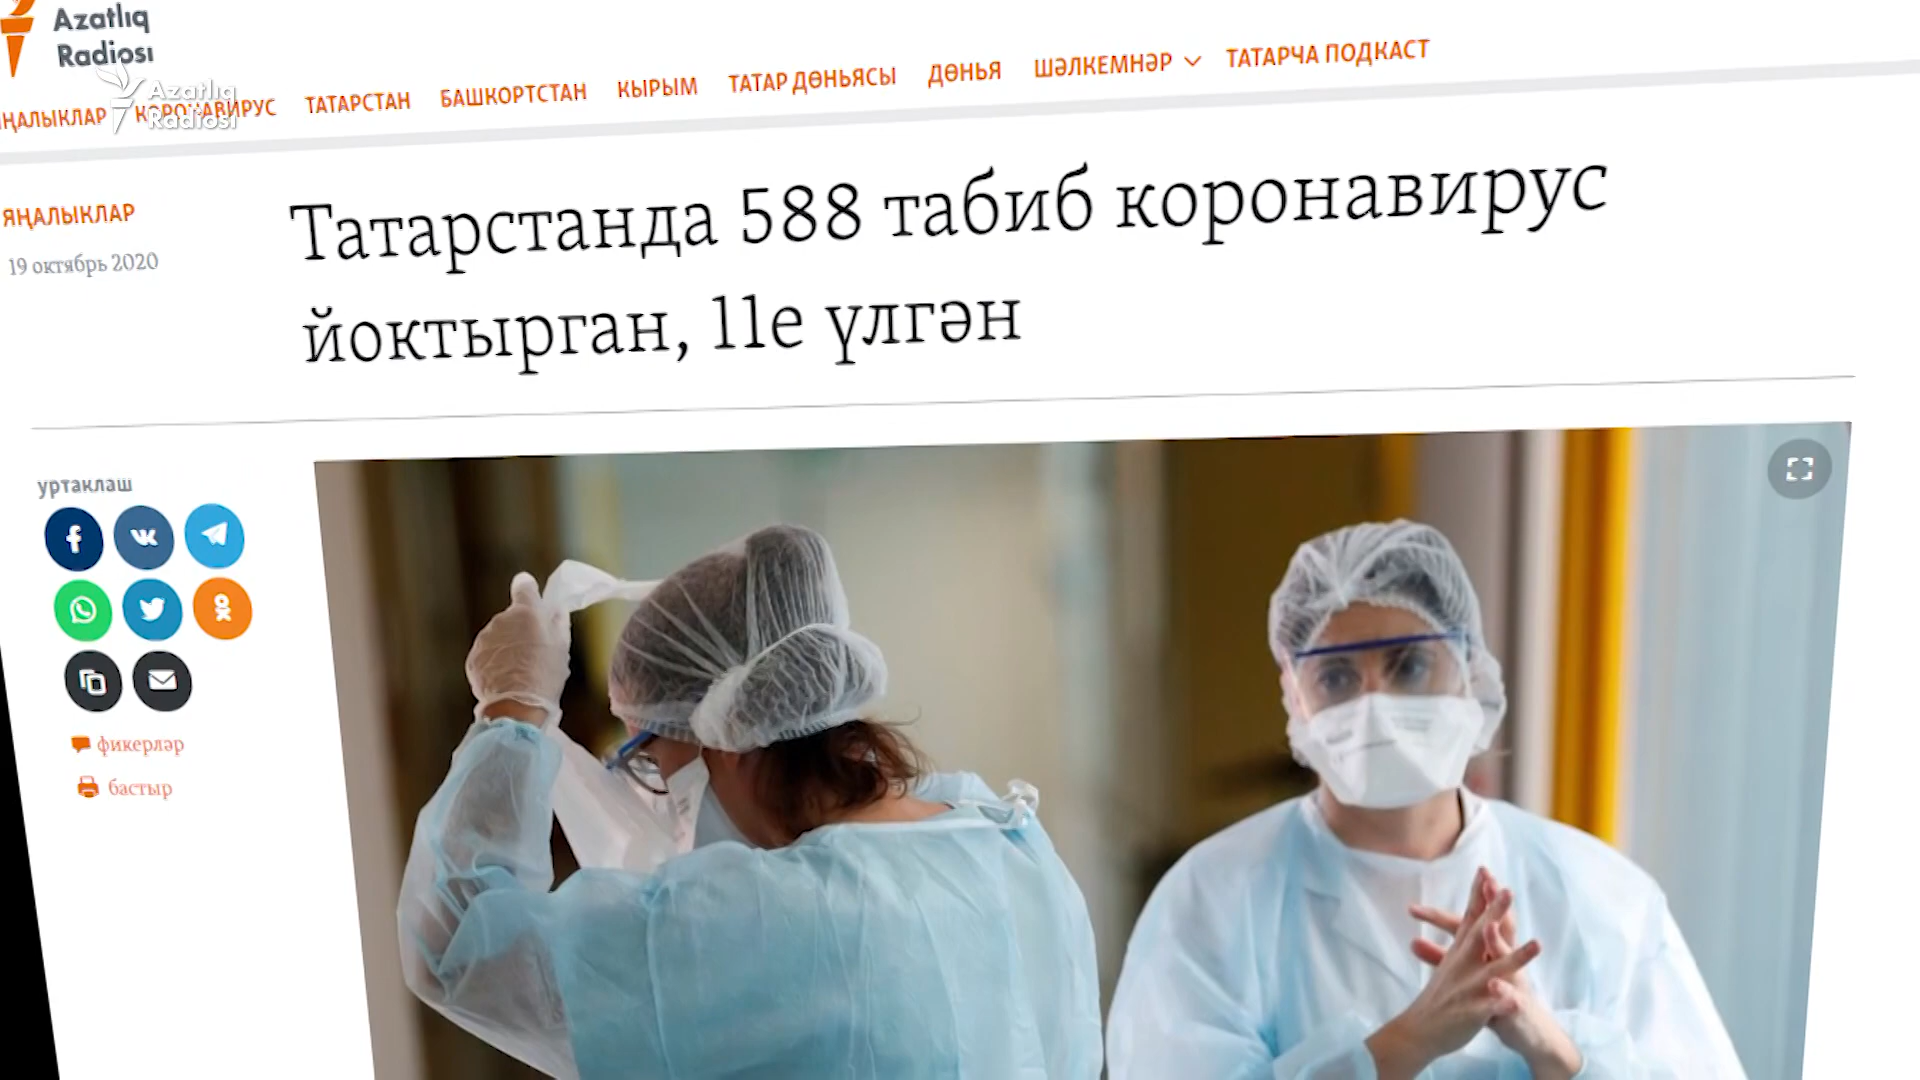 Azatlıq
Radiosı
Azatlıq
Radiosı
ЯҢАЛЫКЛАР КОРОНАВИРУС ТАТАРСТАН БАШКОРТСТАН КЫРЫМ ТАТАР ДӨНЬЯСЫ ДӨНЬЯ ШӘЛКЕМНӘР ТАТАРЧА ПОДКАСТ
ЯҢАЛЫКЛАР
19 октябрь 2020
Татарстанда 588 табиб коронавирус
йоктырган, 11е үлгән
уртаклаш
фикерләр
бастыр